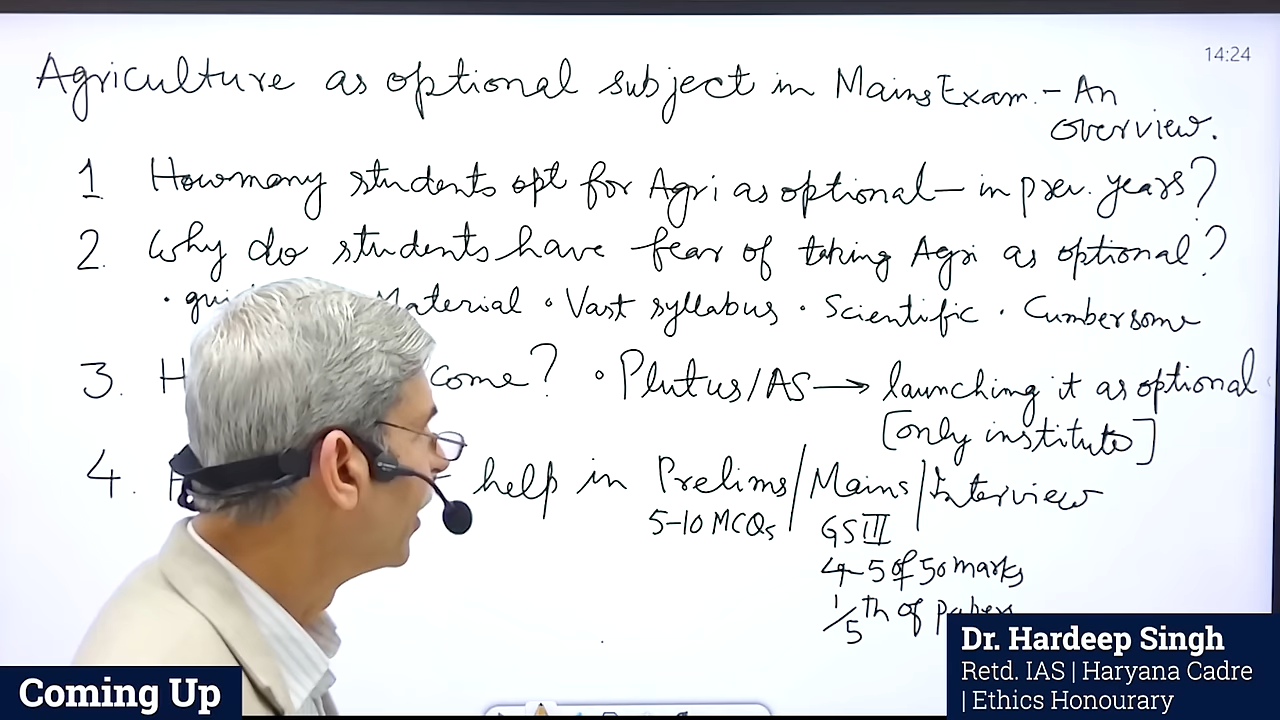 14:24
Agriculture as optional subject in Mains Exam. - An
overview.
1 How many students opt for Agri as optional - in prev. years?
2. Why do students have fear of taking Agri as optional?
· Material · Vast syllabus · Scientific · Cumbersome
3. come? · Plutus/AS → launching it as optional
[only institute]
4. help in Prelims/Mains/Interview
5-10 MCQs GS III
4-5 of 50 marks
1/5th of
Dr. Hardeep Singh
Retd. IAS | Haryana Cadre
| Ethics Honourary
Coming Up